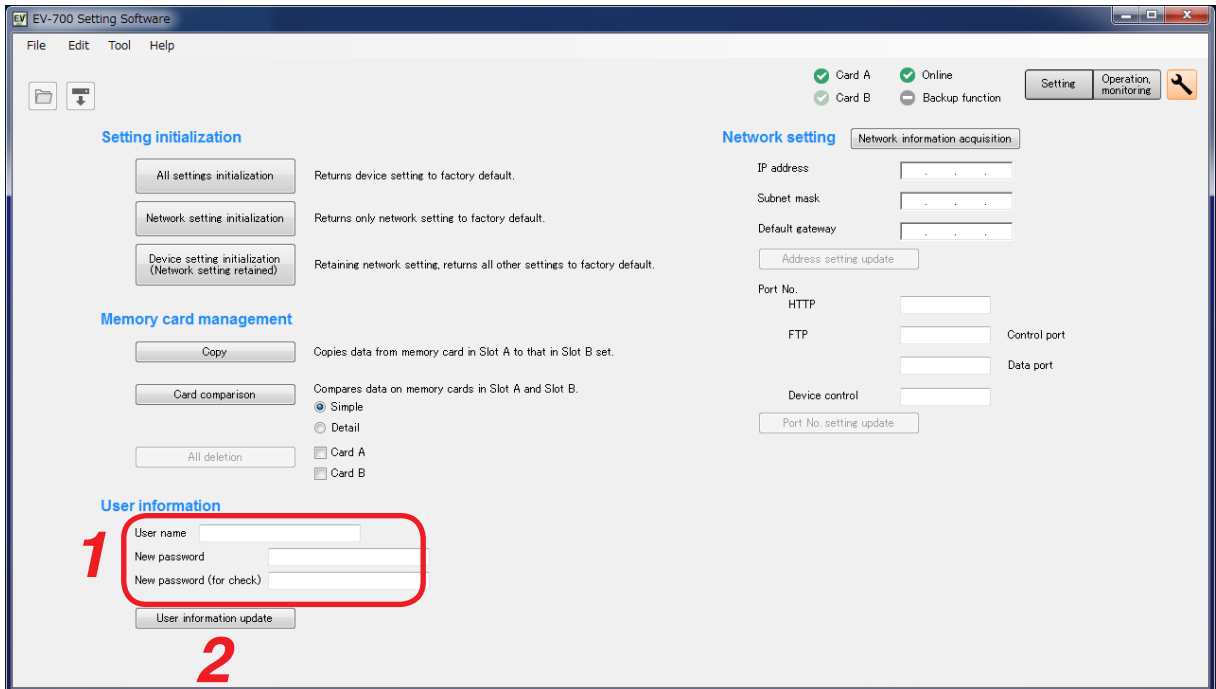 EV EV-700 Setting Software
File Edit Tool Help
Card A Online
Card B Backup function
Setting
Operation,
monitoring
Setting initialization
All settings initialization Returns device setting to factory default.
Network setting initialization Returns only network setting to factory default.
Device setting initialization
(Network setting retained)
Retaining network setting, returns all other settings to factory default.
Memory card management
Copy Copies data from memory card in Slot A to that in Slot B set.
Card comparison Compares data on memory cards in Slot A and Slot B.
Simple
Detail
All deletion Card A
Card B
User information
1
User name
New password
New password (for check)
User information update
2
Network setting Network information acquisition
IP address . . .
Subnet mask . . .
Default gateway . . .
Address setting update
Port No.
HTTP
FTP Control port
Data port
Device control
Port No. setting update